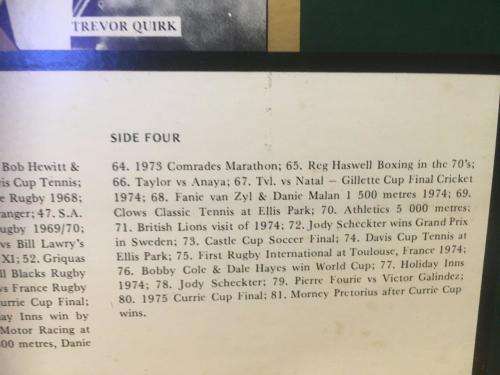 TREVOR QUIRK
Bob Hewitt &
is Cup Tennis;
Rugby 1968;
anger; 47. S.A.
ugby 1969/70;
vs Bill Lawry's
XI; 52. Griquas
ll Blacks Rugby
vs France Rugby
urrie Cup Final;
ay Inns win by
Motor Racing at
00 metres, Danie
SIDE FOUR
64. 1973 Comrades Marathon; 65. Reg Haswell Boxing in the 70's;
66. Taylor vs Anaya; 67. Tvl. vs Natal – Gillette Cup Final Cricket
1974; 68. Fanie van Zyl & Danie Malan 1 500 metres 1974; 69.
Clows Classic Tennis at Ellis Park; 70. Athletics 5 000 metres;
71. British Lions visit of 1974; 72. Jody Scheckter wins Grand Prix
in Sweden; 73. Castle Cup Soccer Final; 74. Davis Cup Tennis at
Ellis Park; 75. First Rugby International at Toulouse, France 1974;
76. Bobby Cole & Dale Hayes win World Cup; 77. Holiday Inns
1974; 78. Jody Scheckter; 79. Pierre Fourie vs Victor Galindez;
80. 1975 Currie Cup Final; 81. Morney Pretorius after Currie Cup
wins.